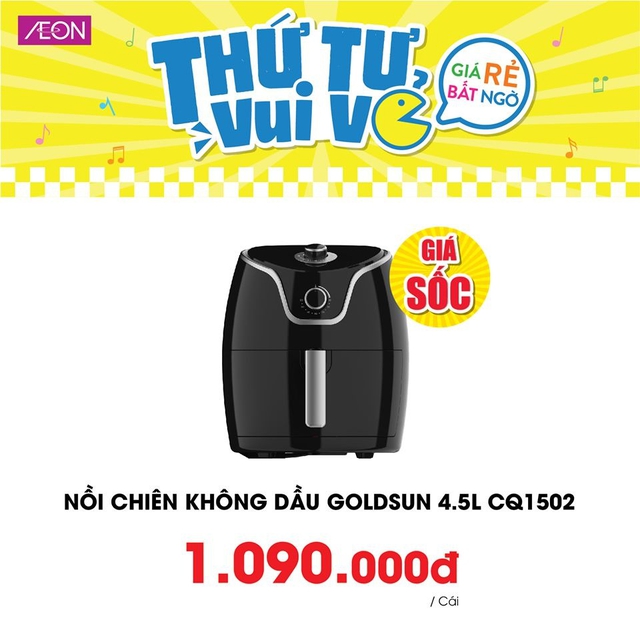 ÆON
THỨ TƯ,
Vui Vẻ
GIÁ RẺ
BẤT NGỜ
GIÁ
SỐC
NỒI CHIÊN KHÔNG DẦU GOLDSUN 4.5L CQ1502
1.090.000đ
/ Cái